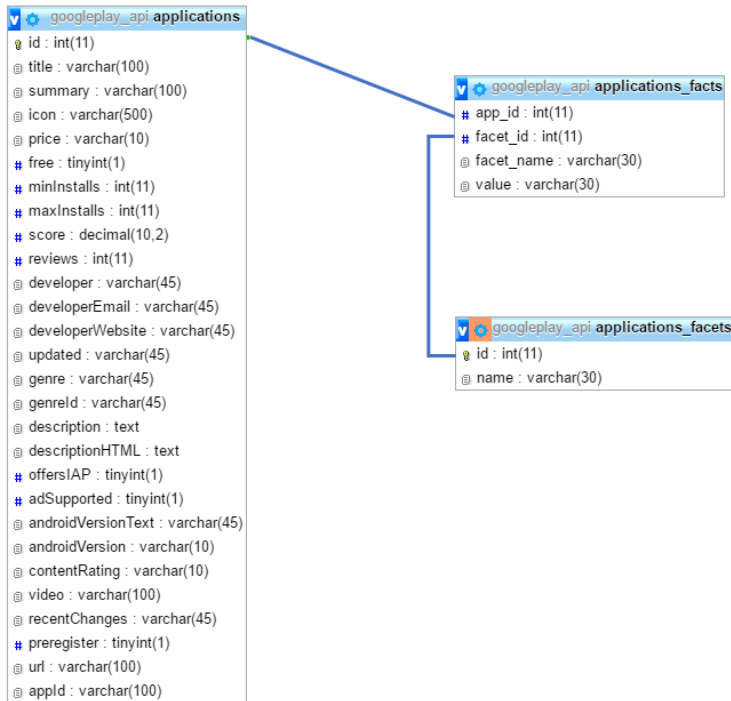 googleplay_api applications
id : int(11)
title : varchar(100)
summary : varchar(100)
icon : varchar(500)
price : varchar(10)
free : tinyint(1)
minInstalls : int(11)
maxInstalls : int(11)
score : decimal(10,2)
reviews : int(11)
developer : varchar(45)
developerEmail : varchar(45)
developerWebsite : varchar(45)
updated : varchar(45)
genre : varchar(45)
genreId : varchar(45)
description : text
descriptionHTML : text
offersIAP : tinyint(1)
adSupported : tinyint(1)
androidVersionText : varchar(45)
androidVersion : varchar(10)
contentRating : varchar(10)
video : varchar(100)
recentChanges : varchar(45)
preregister : tinyint(1)
url : varchar(100)
appId : varchar(100)
googleplay_api applications_facts
app_id : int(11)
facet_id : int(11)
facet_name : varchar(30)
value : varchar(30)
googleplay_api applications_facets
id : int(11)
name : varchar(30)